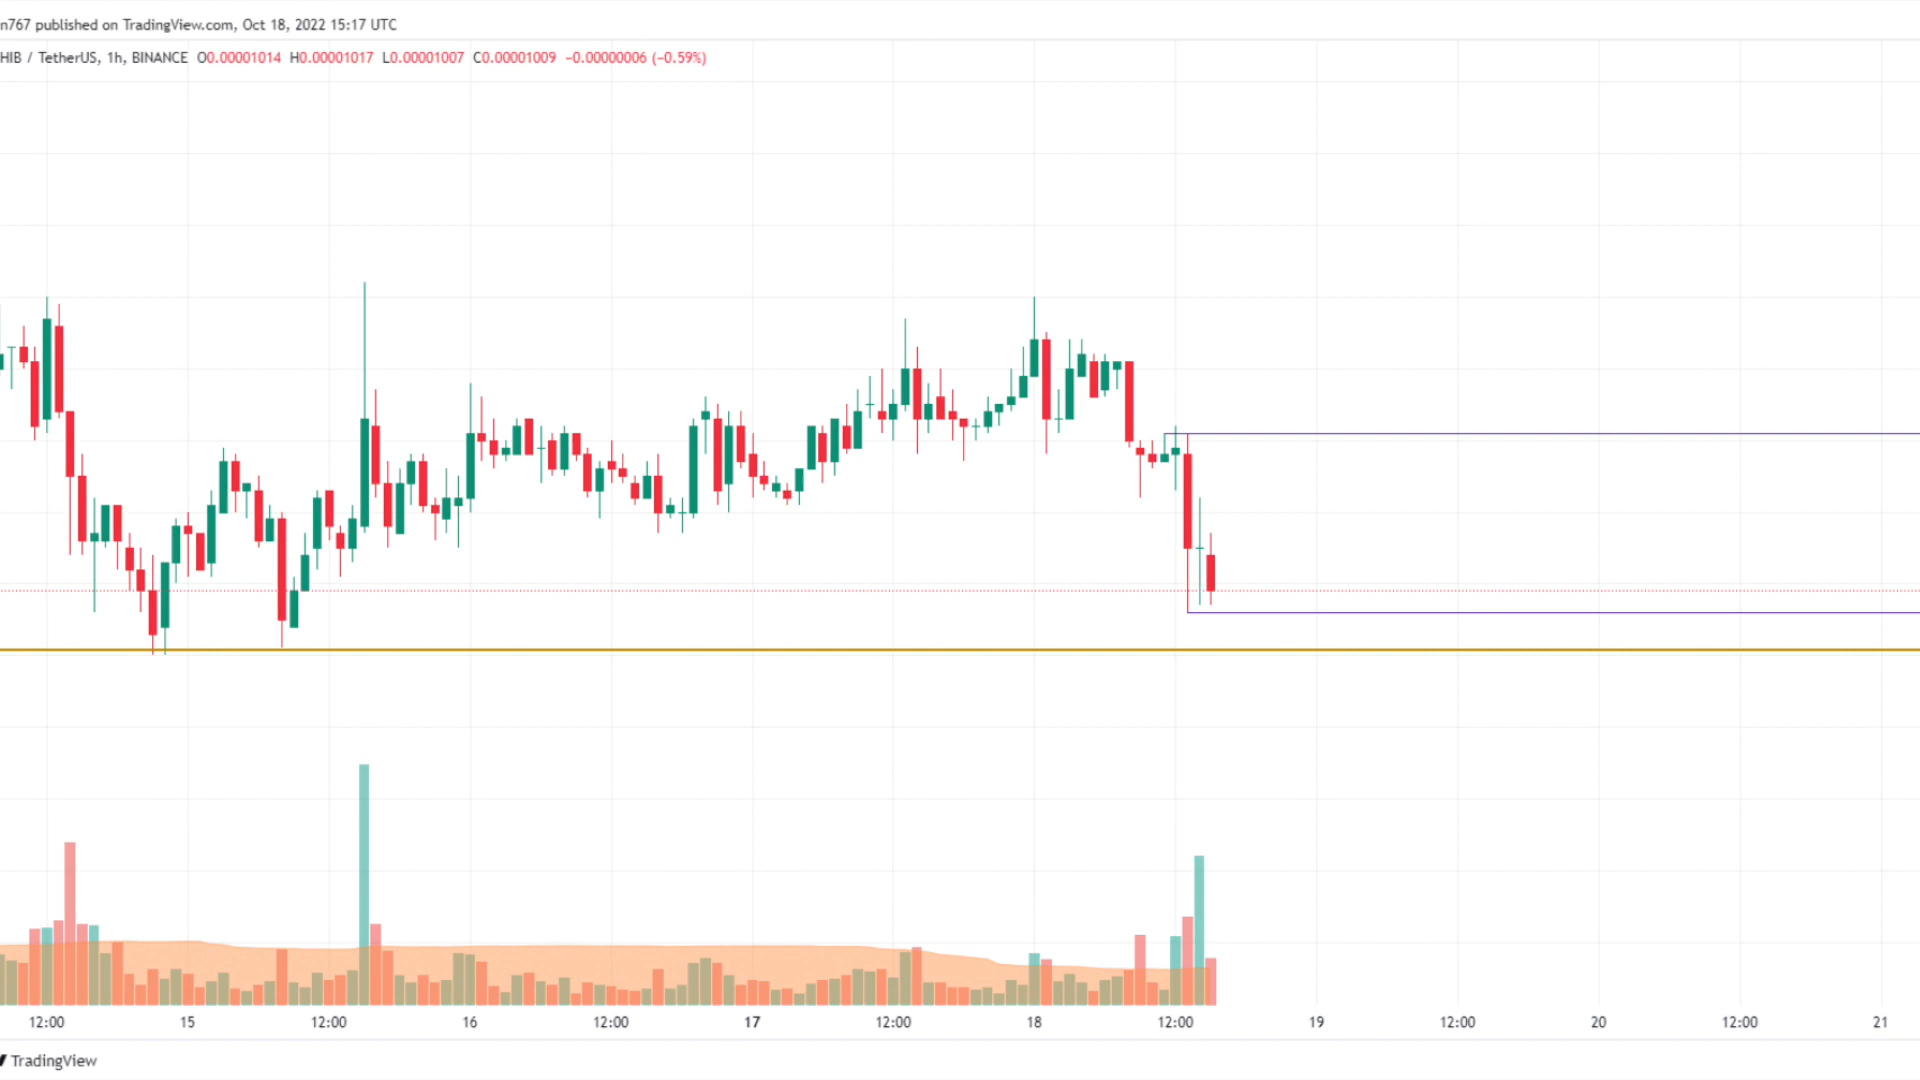 n767 published on TradingView.com, Oct 18, 2022 15:17 UTC
HIB / TetherUS, 1h, BINANCE O0.00001014 H0.00001017 L0.00001007 C0.00001009 −0.00000006 (−0.59%)
12:00 15 12:00 16 12:00 17 12:00 18 12:00 19 12:00 20 12:00 21
TradingView